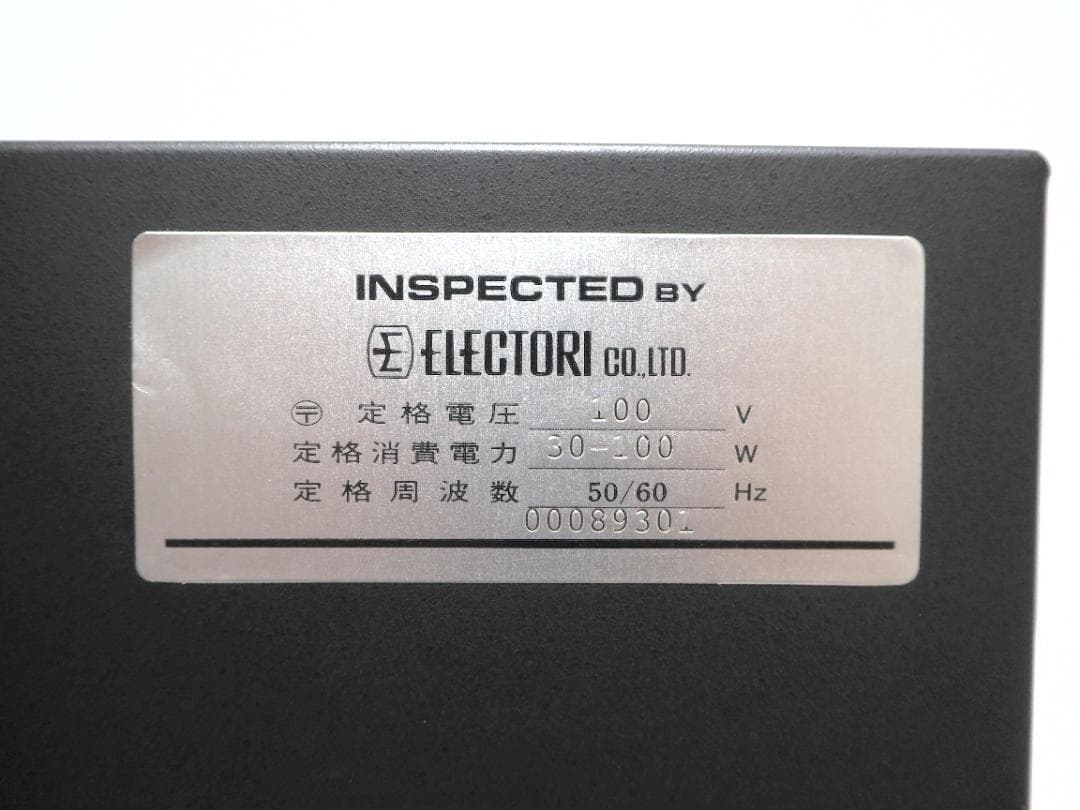 INSPECTED BY
E ELECTORI CO.,LTD.
〶 定格電圧 100 V
定格消費電力 30-100 W
定格周波数 50/60 Hz
00089301